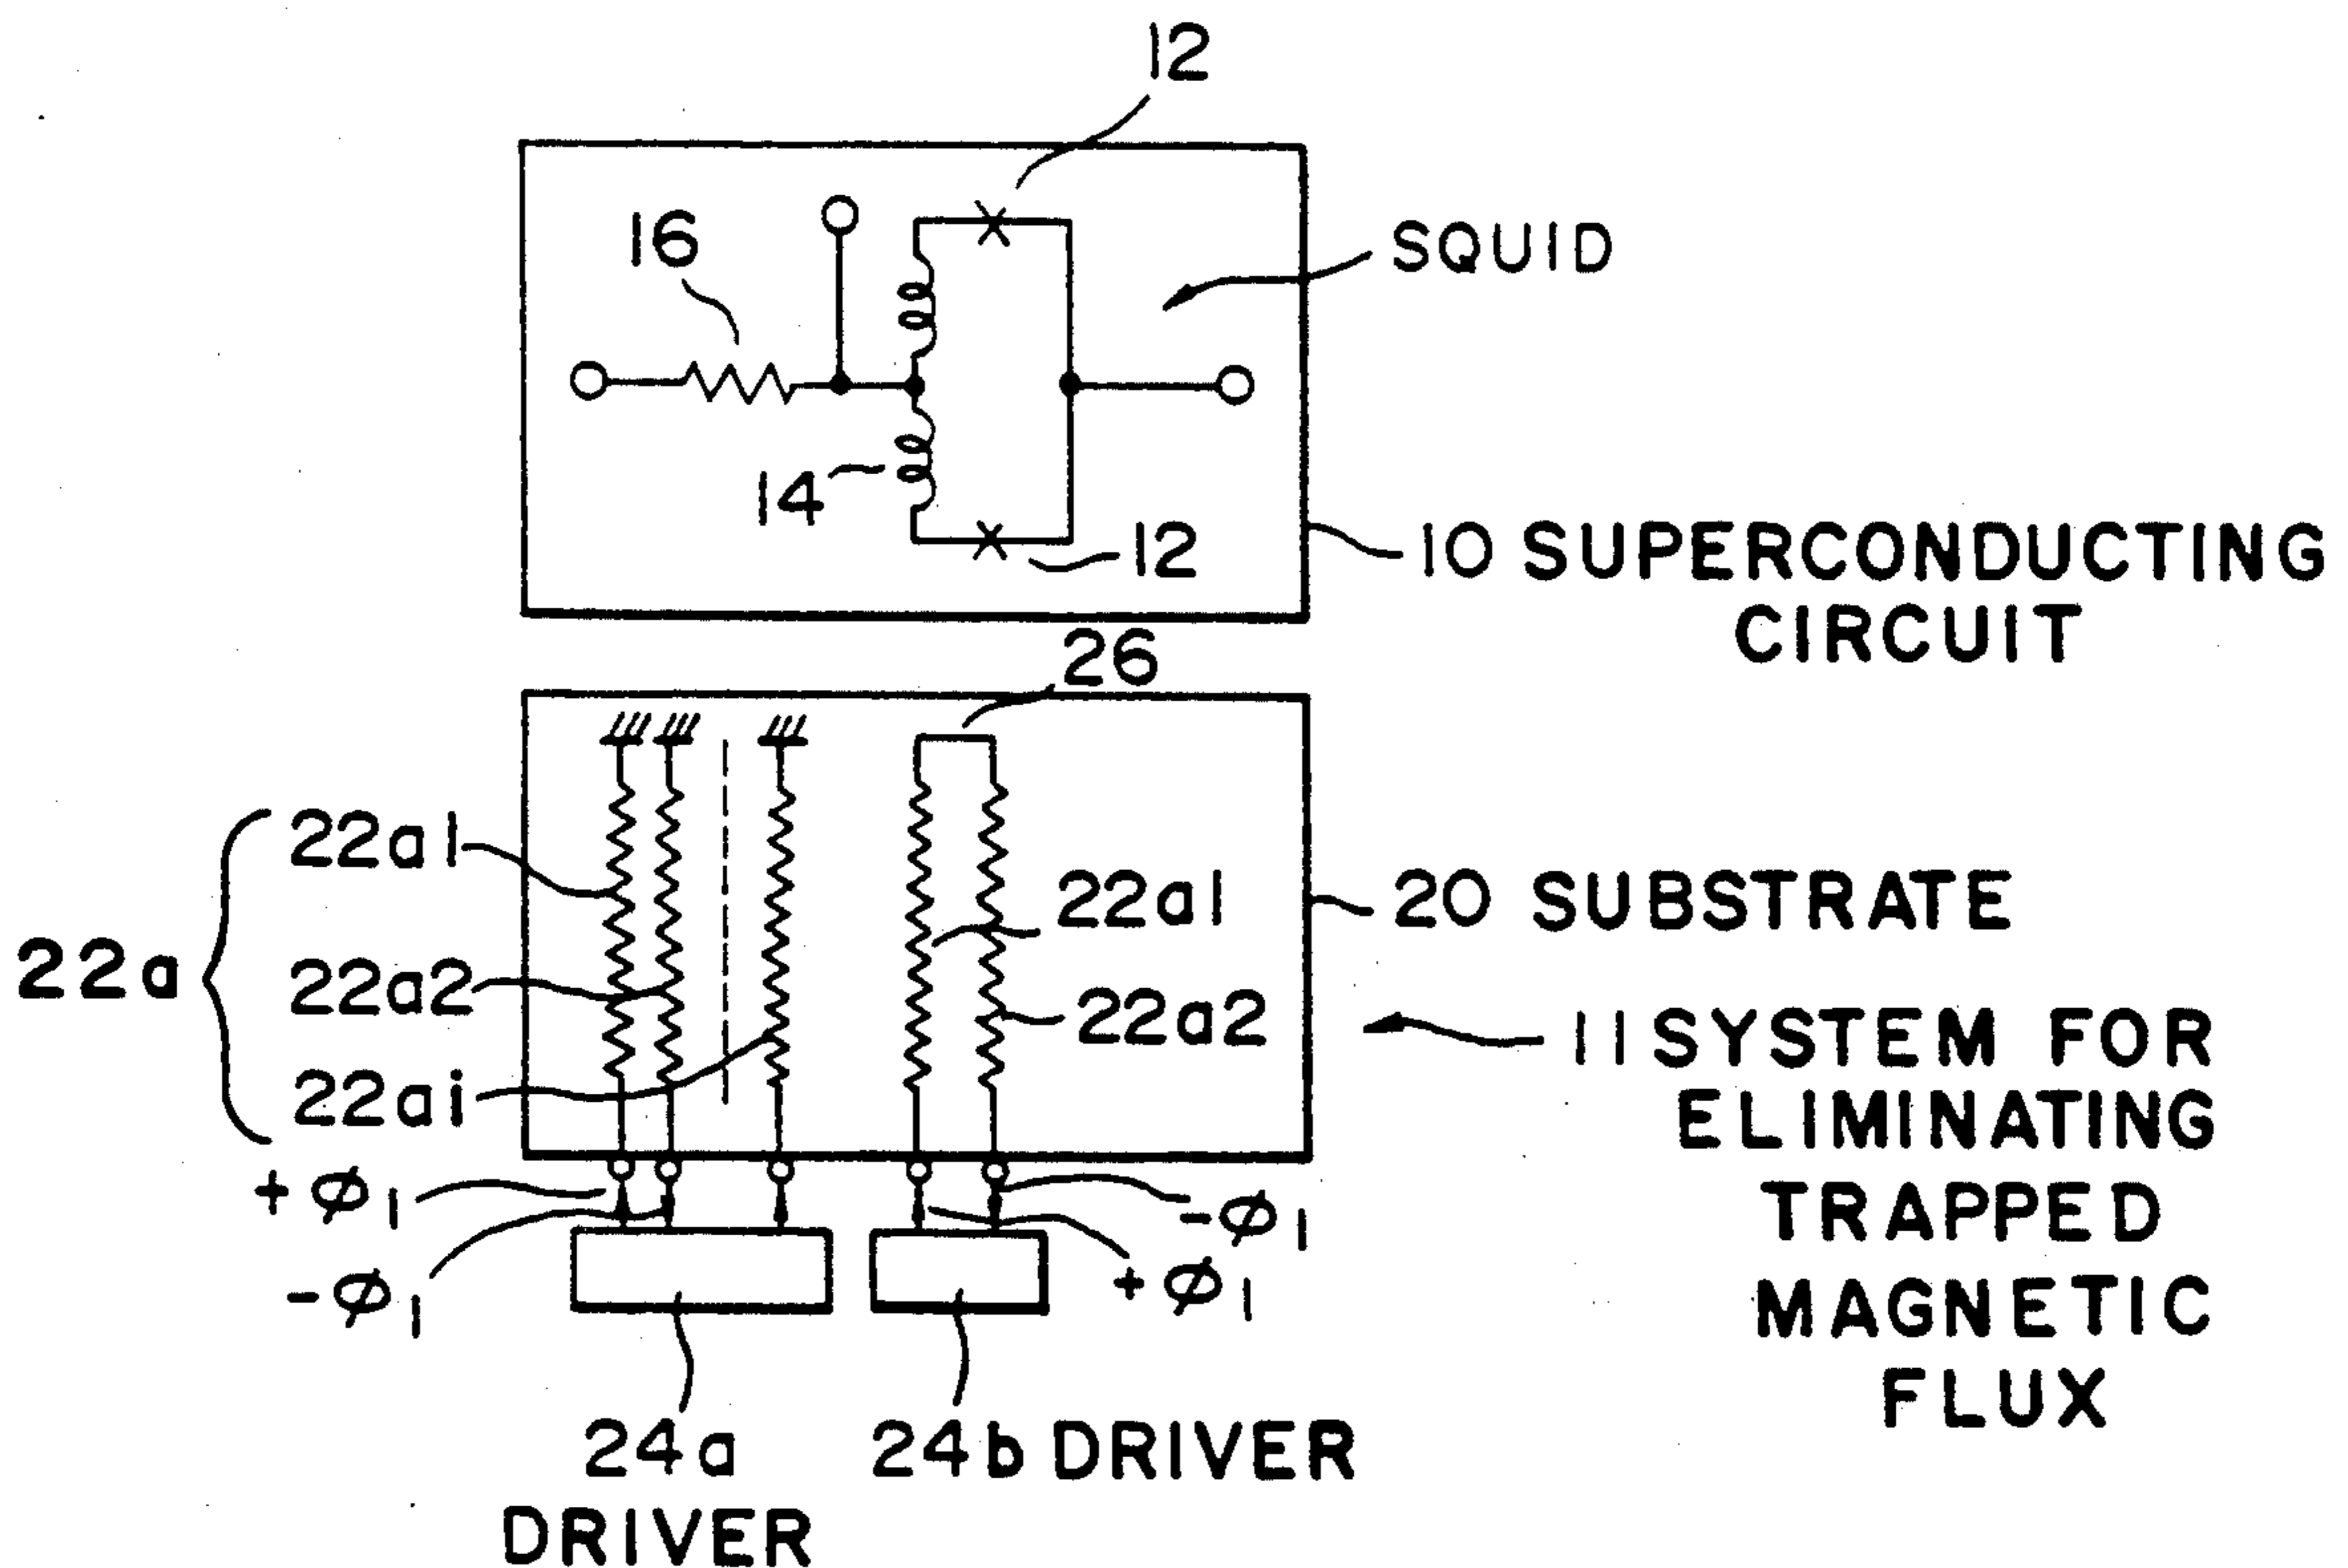 12
16
SQUID
14
12
10 SUPERCONDUCTING
CIRCUIT
26
22a1
22a1
20 SUBSTRATE
22a
22a2
22a2
11 SYSTEM FOR
ELIMINATING
TRAPPED
MAGNETIC
FLUX
22ai
+φ1
-φ1
-φ1
+φ1
24a
DRIVER
24b DRIVER